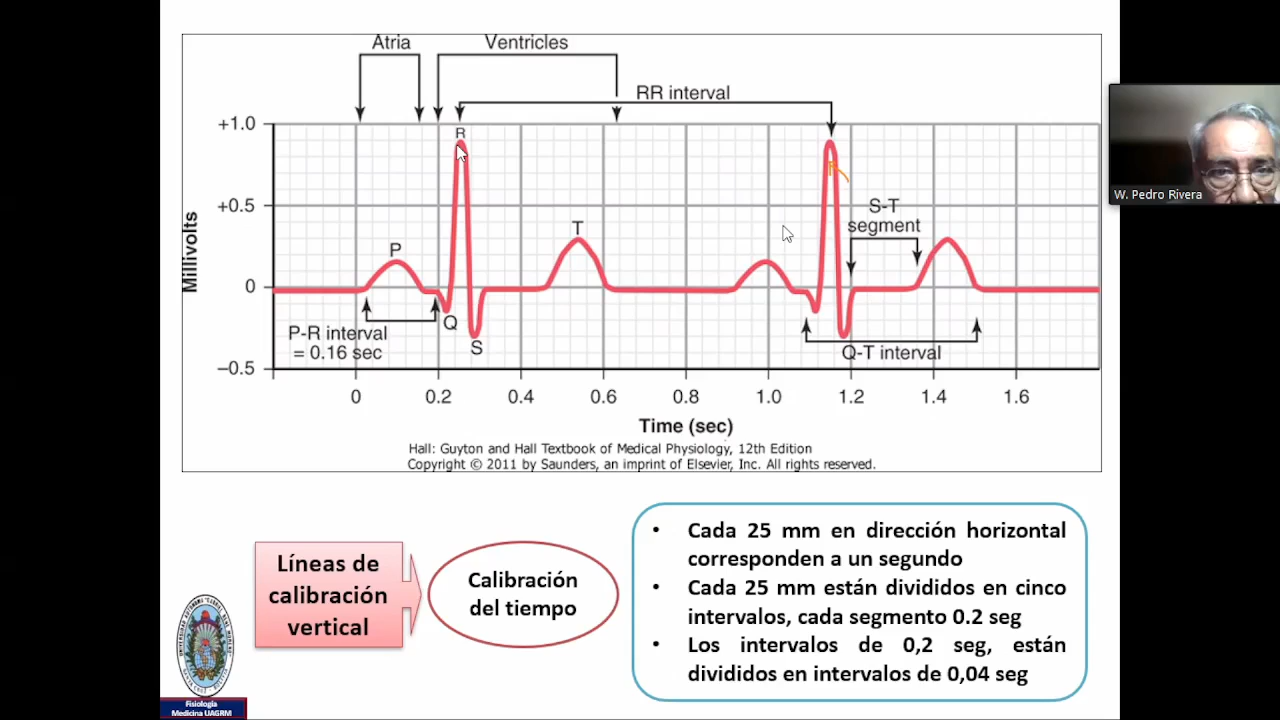 Atria
Ventricles
RR interval
+1.0
R
R
W. Pedro Rivera
+0.5
S-T
segment
T
P
Millivolts
0
P-R interval
= 0.16 sec
Q
S
Q-T interval
–0.5
0 0.2 0.4 0.6 0.8 1.0 1.2 1.4 1.6
Time (sec)
Hall: Guyton and Hall Textbook of Medical Physiology, 12th Edition
Copyright © 2011 by Saunders, an imprint of Elsevier, Inc. All rights reserved.
Líneas de
calibración
vertical
Calibración
del tiempo
• Cada 25 mm en dirección horizontal
corresponden a un segundo
• Cada 25 mm están divididos en cinco
intervalos, cada segmento 0.2 seg
• Los intervalos de 0,2 seg, están
divididos en intervalos de 0,04 seg
Fisiología
Medicina UAGRM